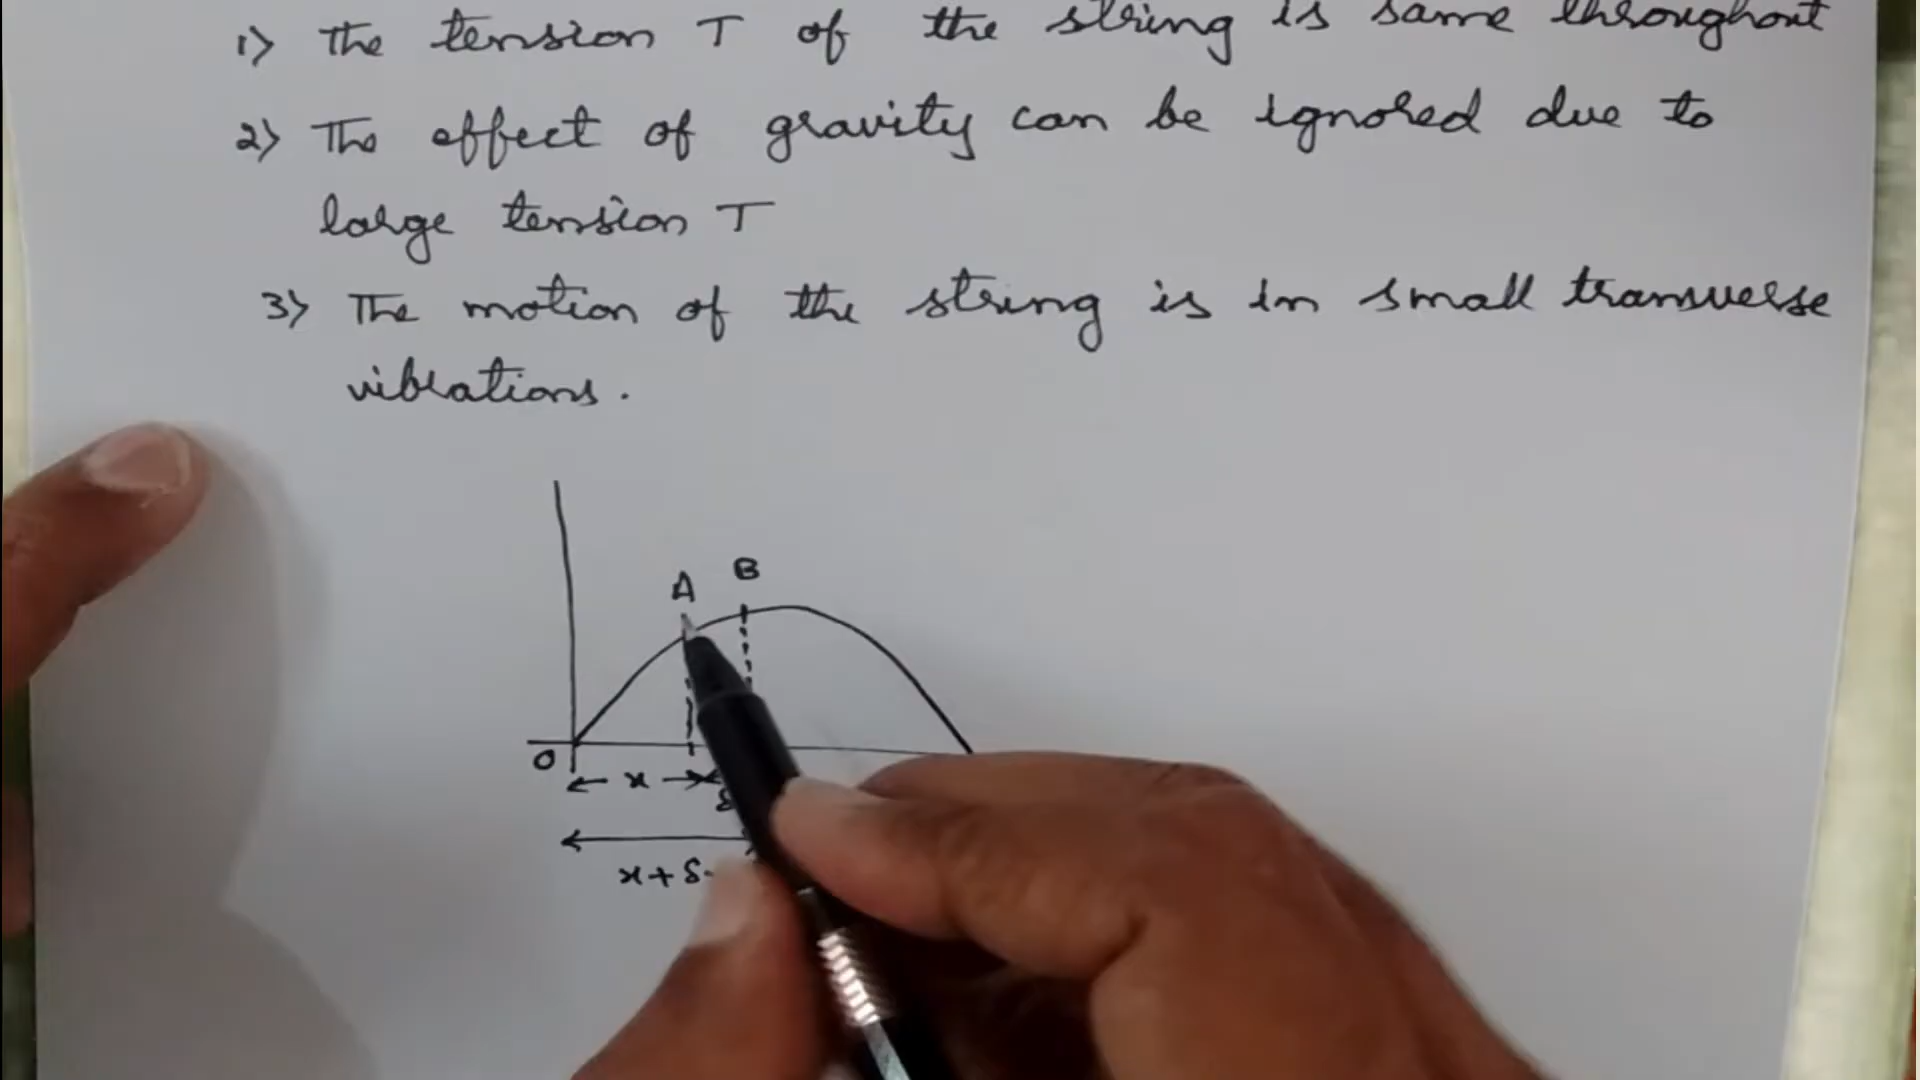 1) The tension T of the string is same throughout
2) The effect of gravity can be ignored due to
large tension T
3) The motion of the string is in small transverse
vibrations.
A B
O
x
δ
x+δ